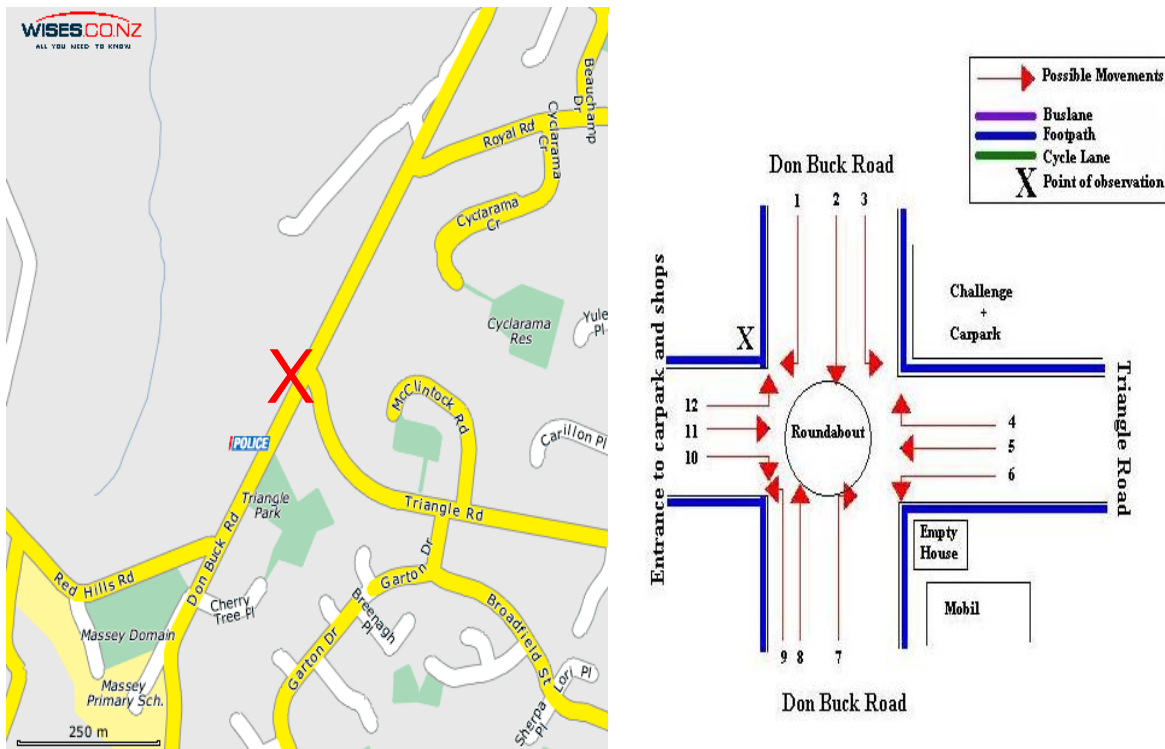 WISES.CO.NZ
ALL YOU NEED TO KNOW
Beauchamp Dr
Royal Rd
Cyclarama Cr
Cyclarama Cr
Cyclarama
Res
Yule
Pl
McClintock Rd
POLICE
Carillon Pl
Triangle
Park
Triangle Rd
Don Buck Rd
Red Hills Rd
Garton Dr
Cherry
Tree Pl
Breenagh Pl
Broadfield St
Massey Domain
Garton Dr
Massey
Primary Sch.
Lori Pl
Sherpa Pl
250 m
X
Possible Movements
Buslane
Footpath
Cycle Lane
X Point of observation
Don Buck Road
1 2 3
Entrance to carpark and shops
X
Challenge
+
Carpark
Triangle Road
12
11
10
Roundabout
4
5
6
Empty
House
Mobil
9 8 7
Don Buck Road